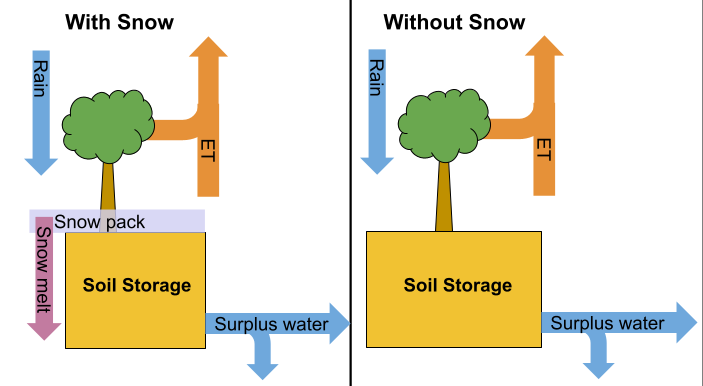 With Snow
Rain
ET
Snow pack
Snow melt
Soil Storage
Surplus water
Without Snow
Rain
ET
Soil Storage
Surplus water